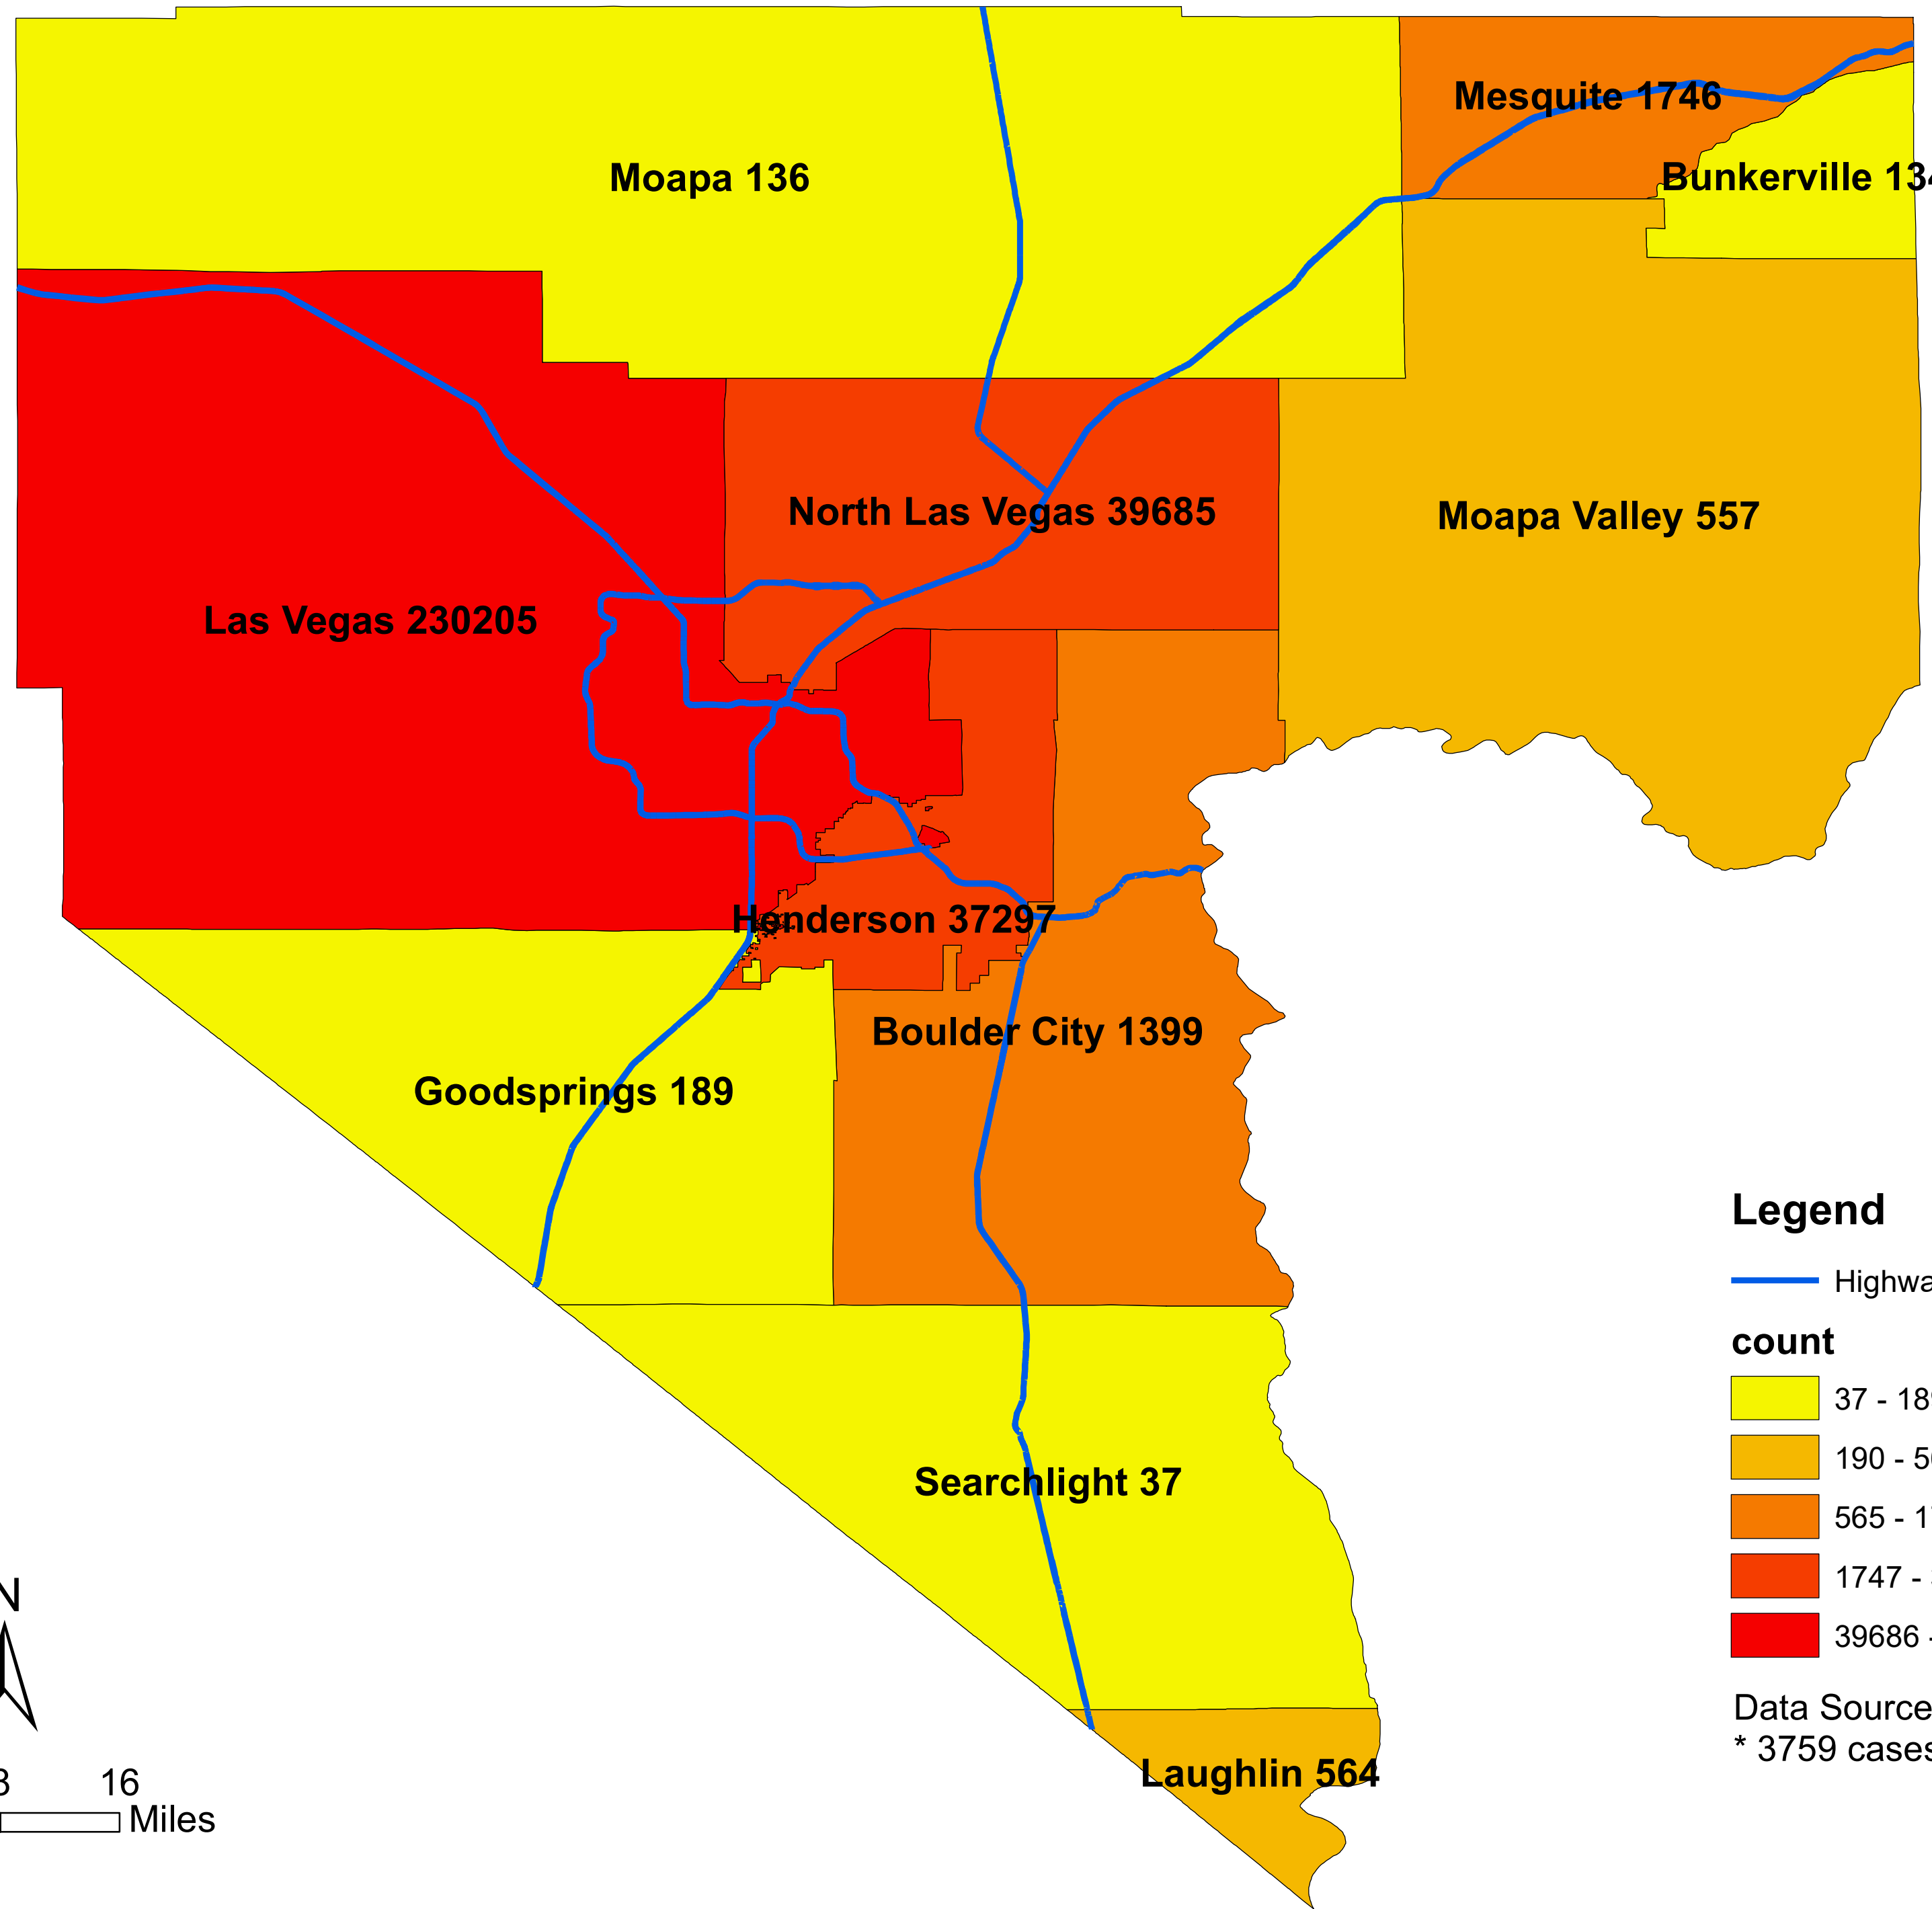 Mesquite 1746
Moapa 136
Bunkerville 134
North Las Vegas 39685
Moapa Valley 557
Las Vegas 230205
Henderson 37297
Boulder City 1399
Goodsprings 189
Searchlight 37
Laughlin 564
Legend
count
37 - 18
190 - 5
565 - 1
1747 -
39686 -
Data Source
* 3759 cases
N
16
Miles